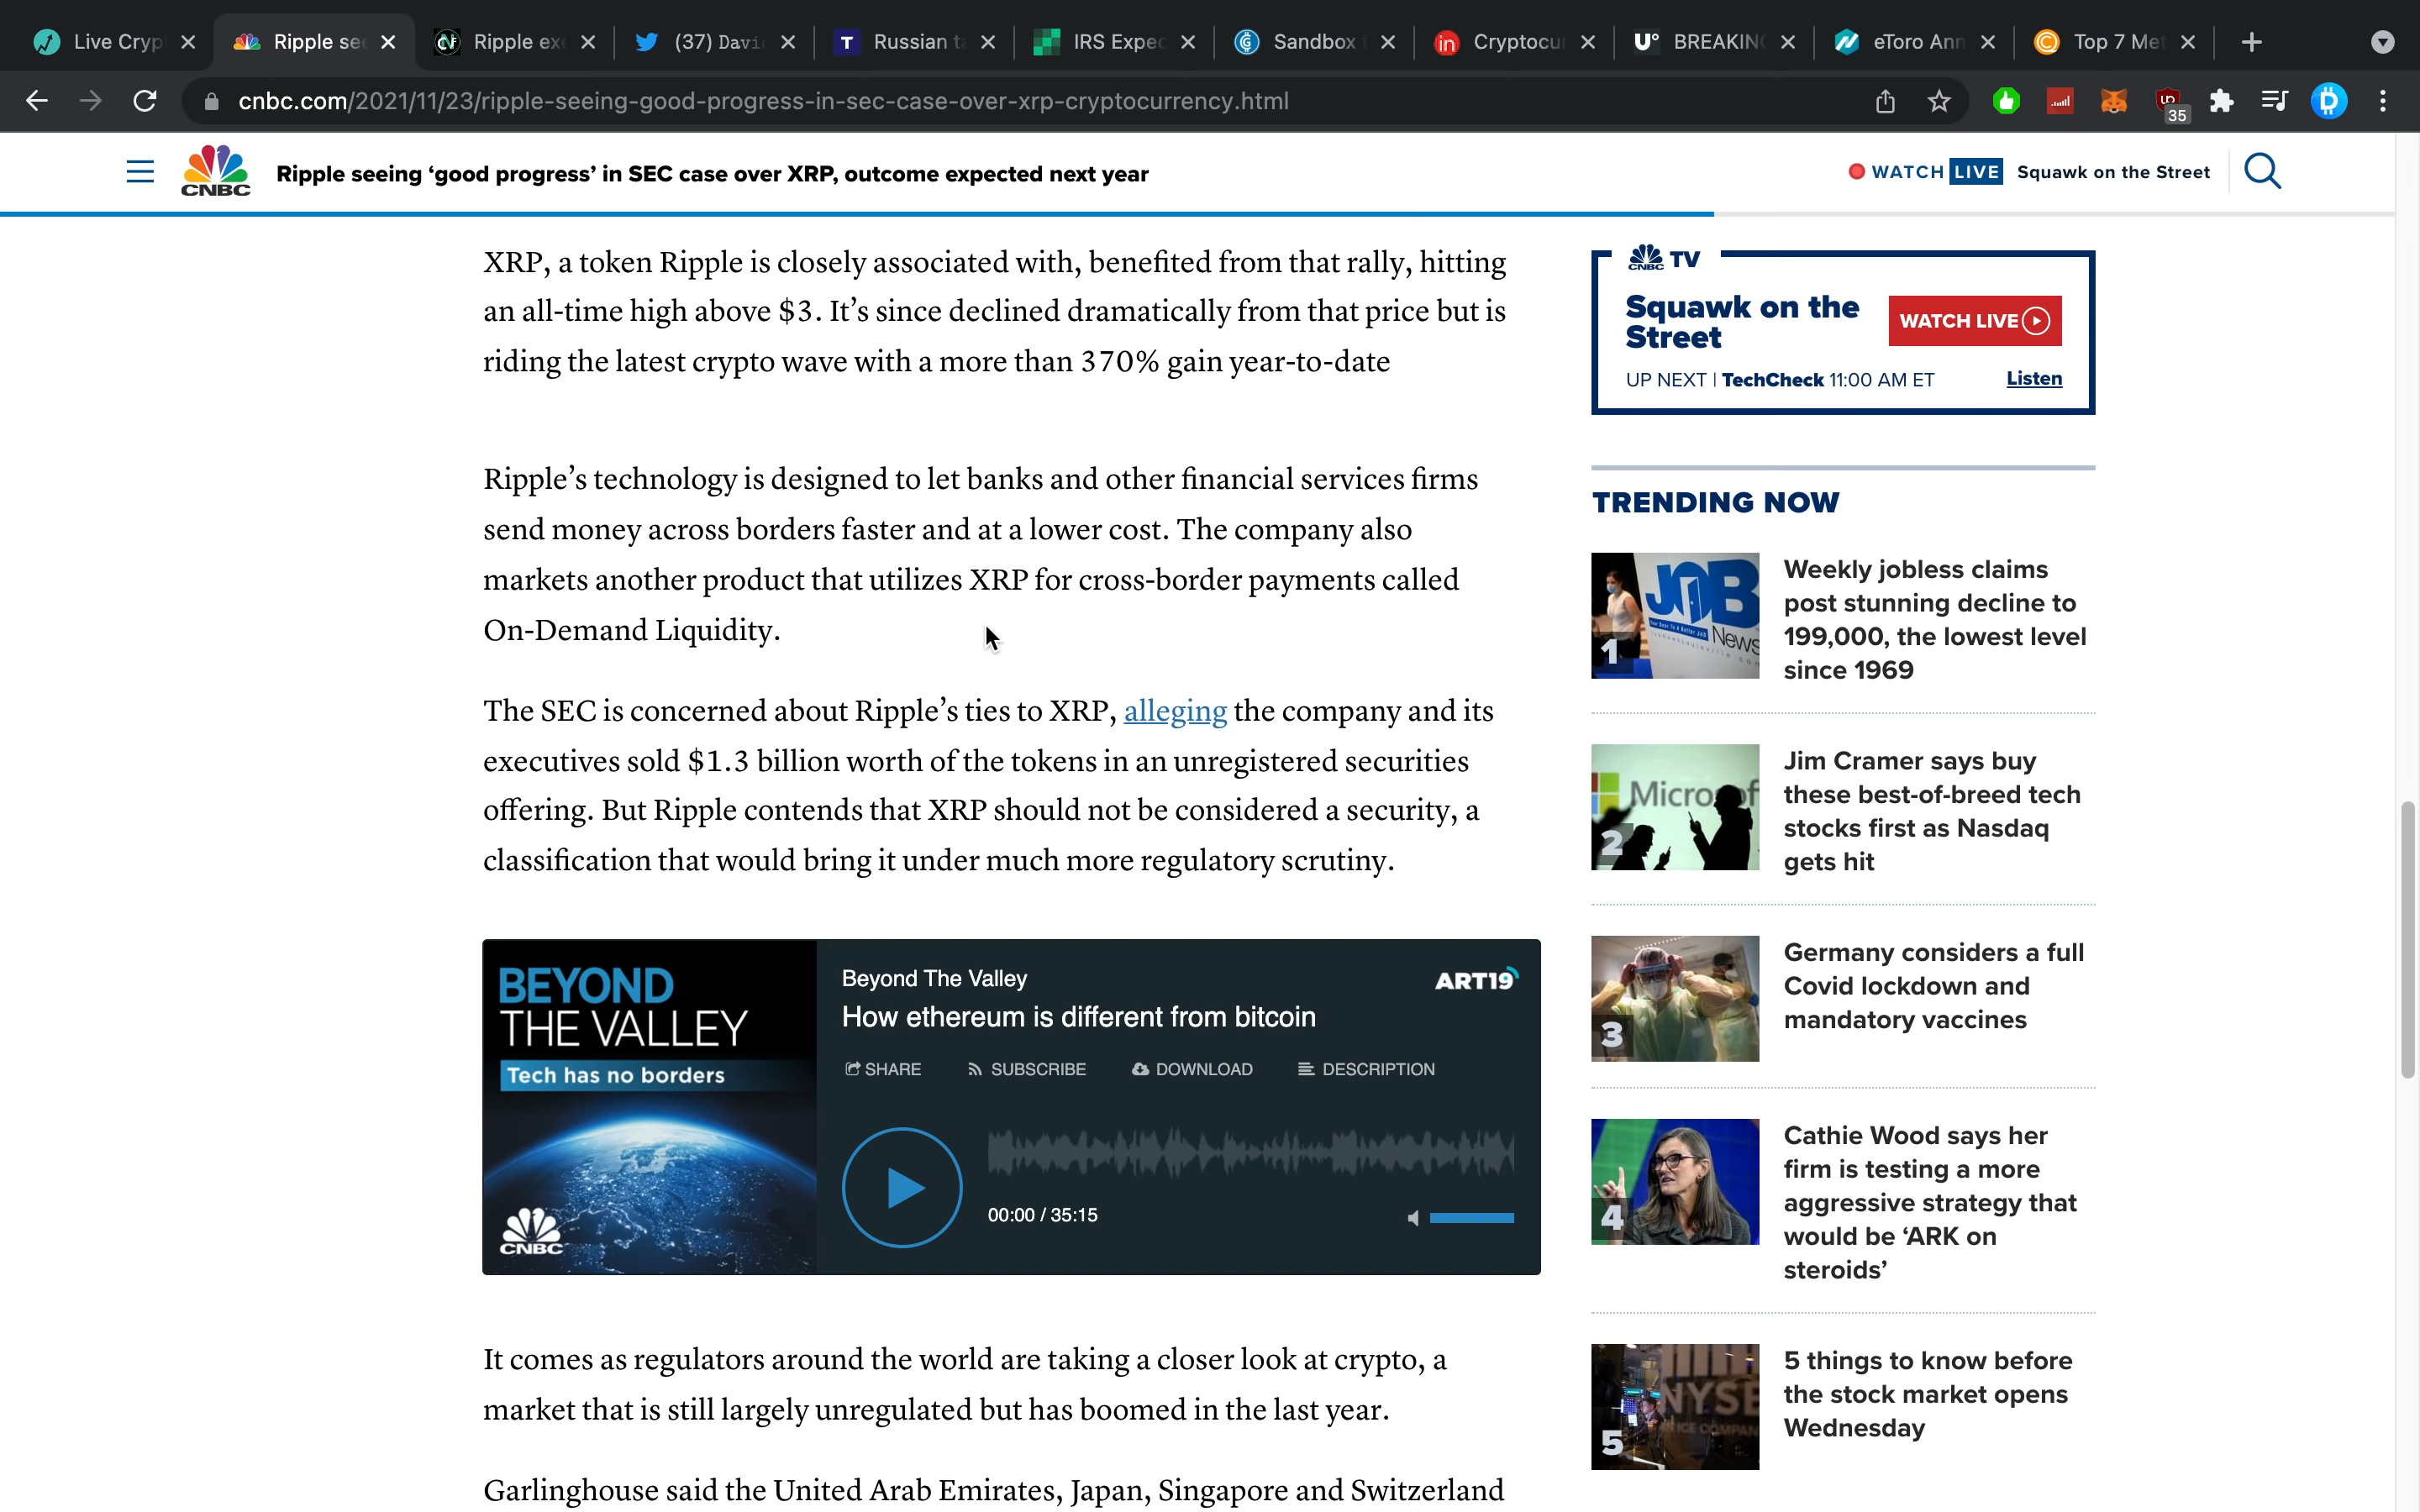 Live Cryp
Ripple see
Ripple exe
(37) Davi
T
Russian t
IRS Expec
Sandbox
in
Cryptocur
U°
BREAKIN
eToro Ann
Top 7 Met
cnbc.com/2021/11/23/ripple-seeing-good-progress-in-sec-case-over-xrp-cryptocurrency.html
35
CNBC
Ripple seeing ‘good progress’ in SEC case over XRP, outcome expected next year
WATCH LIVE Squawk on the Street
XRP, a token Ripple is closely associated with, benefited from that rally, hitting
an all-time high above $3. It’s since declined dramatically from that price but is
riding the latest crypto wave with a more than 370% gain year-to-date
Ripple’s technology is designed to let banks and other financial services firms
send money across borders faster and at a lower cost. The company also
markets another product that utilizes XRP for cross-border payments called
On-Demand Liquidity.
The SEC is concerned about Ripple’s ties to XRP, alleging the company and its
executives sold $1.3 billion worth of the tokens in an unregistered securities
offering. But Ripple contends that XRP should not be considered a security, a
classification that would bring it under much more regulatory scrutiny.
BEYOND
THE VALLEY
Tech has no borders
CNBC
Beyond The Valley
ART19
How ethereum is different from bitcoin
SHARE
SUBSCRIBE
DOWNLOAD
DESCRIPTION
00:00 / 35:15
It comes as regulators around the world are taking a closer look at crypto, a
market that is still largely unregulated but has boomed in the last year.
Garlinghouse said the United Arab Emirates, Japan, Singapore and Switzerland
CNBC TV
Squawk on the
Street
WATCH LIVE
UP NEXT | TechCheck 11:00 AM ET
Listen
TRENDING NOW
JOB
News
1
Weekly jobless claims
post stunning decline to
199,000, the lowest level
since 1969
Microsof
2
Jim Cramer says buy
these best-of-breed tech
stocks first as Nasdaq
gets hit
3
Germany considers a full
Covid lockdown and
mandatory vaccines
4
Cathie Wood says her
firm is testing a more
aggressive strategy that
would be ‘ARK on
steroids’
NYSE
5
5 things to know before
the stock market opens
Wednesday